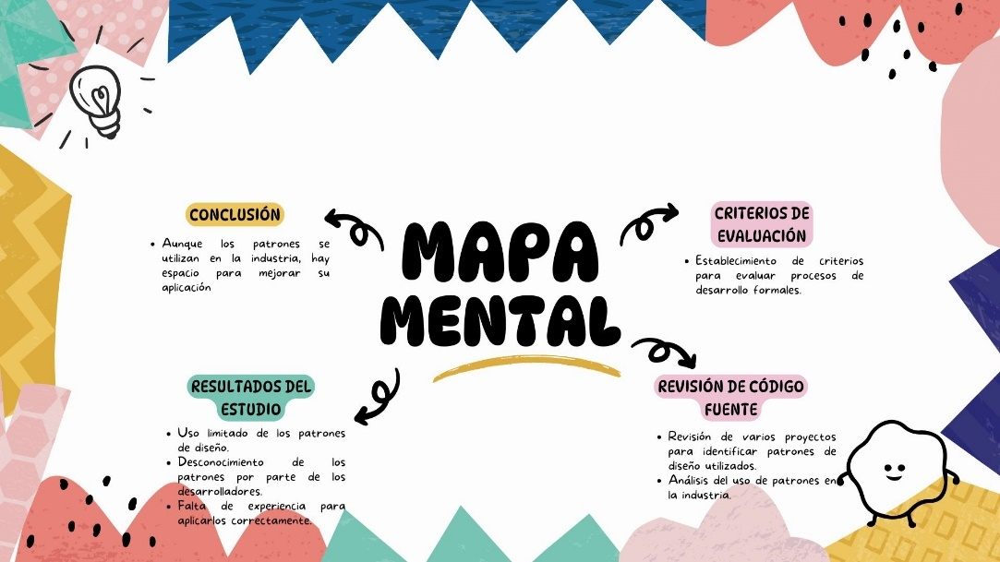 CONCLUSIÓN
• Aunque los patrones se
utilizan en la industria, hay
espacio para mejorar su
aplicación
MAPA
MENTAL
CRITERIOS DE
EVALUACIÓN
• Establecimiento de criterios
para evaluar procesos de
desarrollo formales.
RESULTADOS DEL
ESTUDIO
• Uso limitado de los patrones
de diseño.
• Desconocimiento de los
patrones por parte de los
desarrolladores.
• Falta de experiencia para
aplicarlos correctamente.
REVISIÓN DE CÓDIGO
FUENTE
• Revisión de varios proyectos
para identificar patrones de
diseño utilizados.
• Análisis del uso de patrones en
la industria.